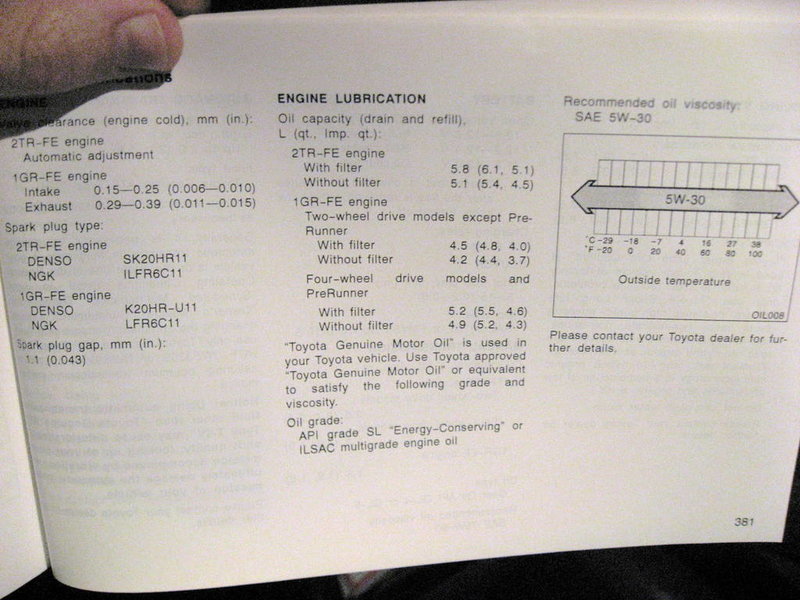 ENGINE
Valve clearance (engine cold), mm (in.):
2TR–FE engine
Automatic adjustment
1GR–FE engine
Intake 0.15—0.25 (0.006—0.010)
Exhaust 0.29—0.39 (0.011—0.015)
Spark plug type:
2TR–FE engine
DENSO SK20HR11
NGK ILFR6C11
1GR–FE engine
DENSO K20HR–U11
NGK LFR6C11
Spark plug gap, mm (in.):
1.1 (0.043)
ENGINE LUBRICATION
Oil capacity (drain and refill),
L (qt., Imp. qt.):
2TR–FE engine
With filter 5.8 (6.1, 5.1)
Without filter 5.1 (5.4, 4.5)
1GR–FE engine
Two–wheel drive models except Pre–
Runner
With filter 4.5 (4.8, 4.0)
Without filter 4.2 (4.4, 3.7)
Four–wheel drive models and
PreRunner
With filter 5.2 (5.5, 4.6)
Without filter 4.9 (5.2, 4.3)
“Toyota Genuine Motor Oil” is used in
your Toyota vehicle. Use Toyota approved
“Toyota Genuine Motor Oil” or equivalent
to satisfy the following grade and
viscosity.
Oil grade:
API grade SL “Energy–Conserving” or
ILSAC multigrade engine oil
Recommended oil viscosity:
SAE 5W–30
5W-30
°C –29 –18 –7 4 16 27 38
°F –20 0 20 40 60 80 100
Outside temperature
OIL008
Please contact your Toyota dealer for fur-
ther details.
381